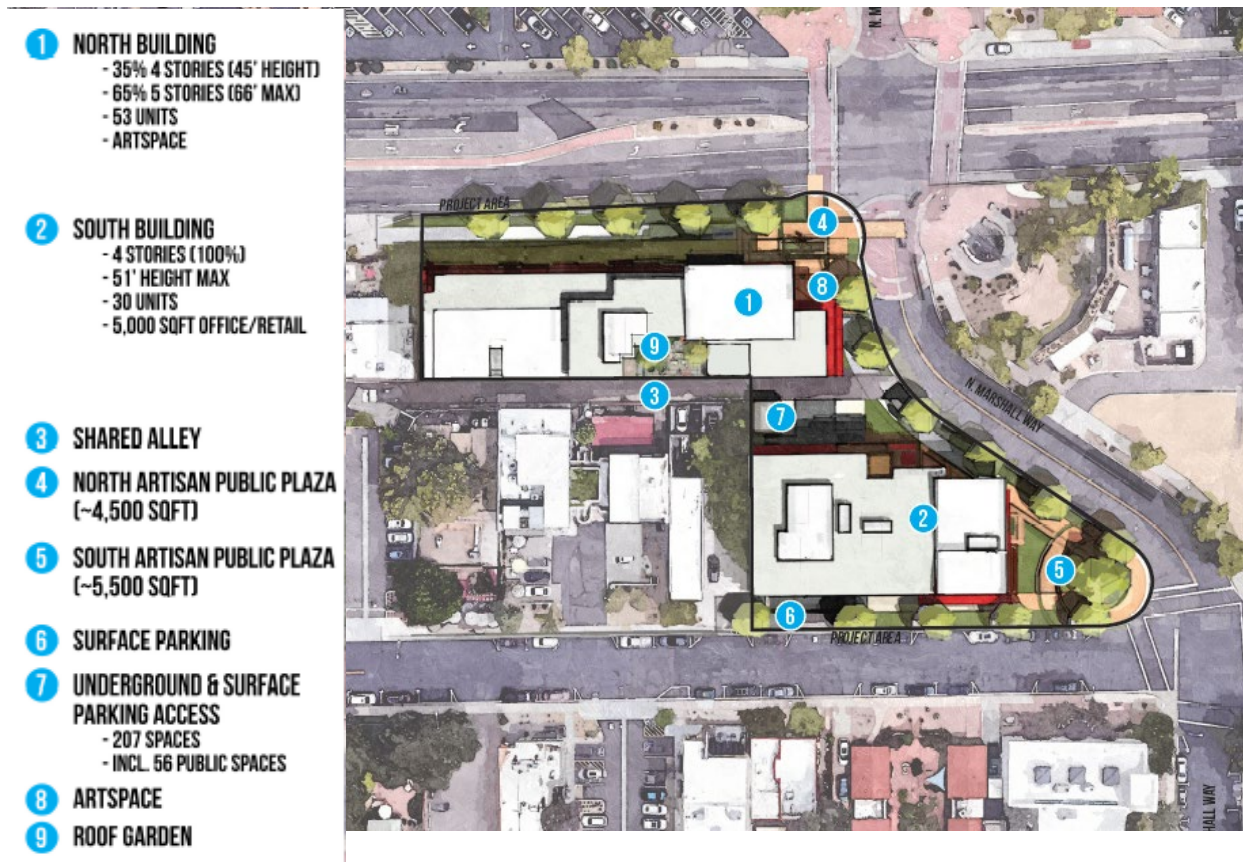 1 NORTH BUILDING
- 35% 4 STORIES (45' HEIGHT)
- 65% 5 STORIES (66' MAX)
- 53 UNITS
- ARTSPACE
2 SOUTH BUILDING
- 4 STORIES (100%)
- 51' HEIGHT MAX
- 30 UNITS
- 5,000 SQFT OFFICE/RETAIL
3 SHARED ALLEY
4 NORTH ARTISAN PUBLIC PLAZA
(~4,500 SQFT)
5 SOUTH ARTISAN PUBLIC PLAZA
(~5,500 SQFT)
6 SURFACE PARKING
7 UNDERGROUND & SURFACE
PARKING ACCESS
- 207 SPACES
- INCL. 56 PUBLIC SPACES
8 ARTSPACE
9 ROOF GARDEN
PROJECT AREA
4
8
1
9
3
N. MARSHALL WAY
7
2
5
6
PROJECT AREA
HALL WAY